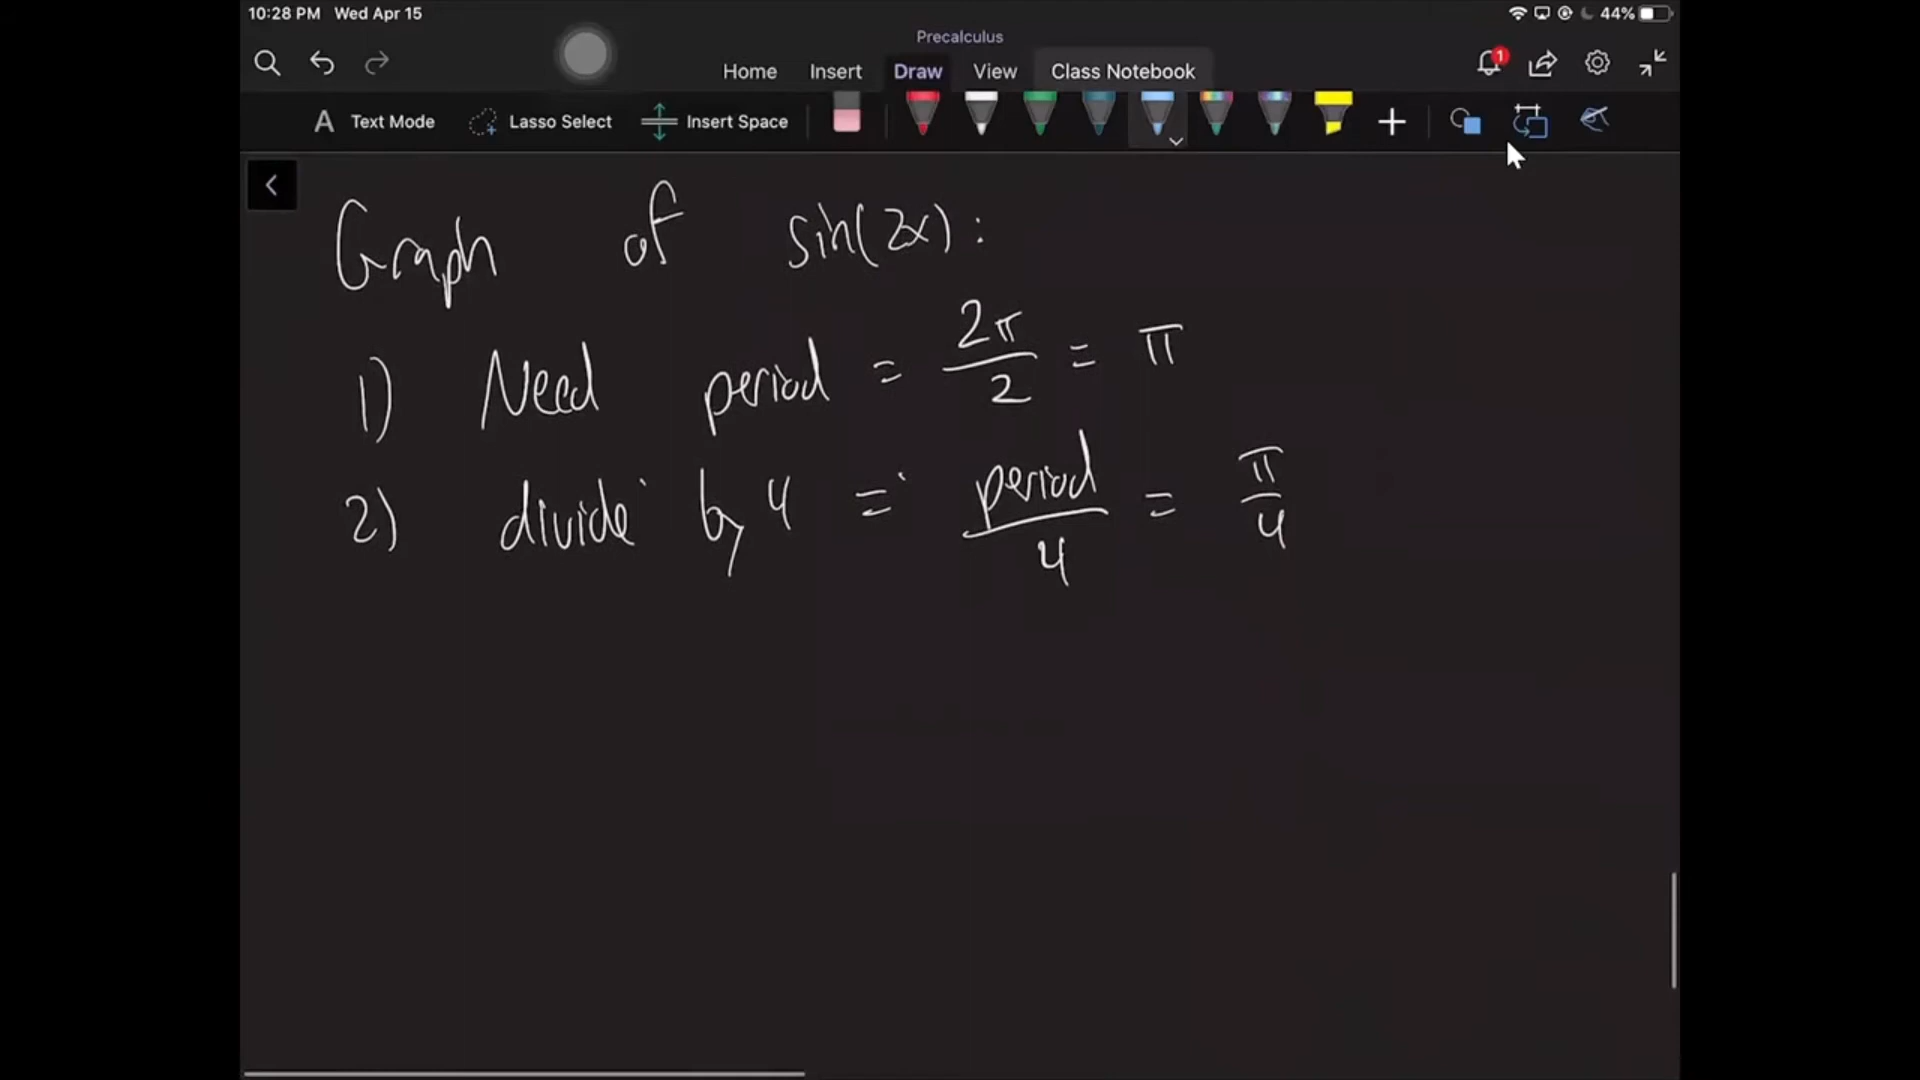 10:28 PM Wed Apr 15
44%
Precalculus
Home Insert Draw View Class Notebook
1
A Text Mode Lasso Select Insert Space
Graph of sin(2x):
1) Need period = 2π/2 = π
2) divide by 4 = period/4 = π/4